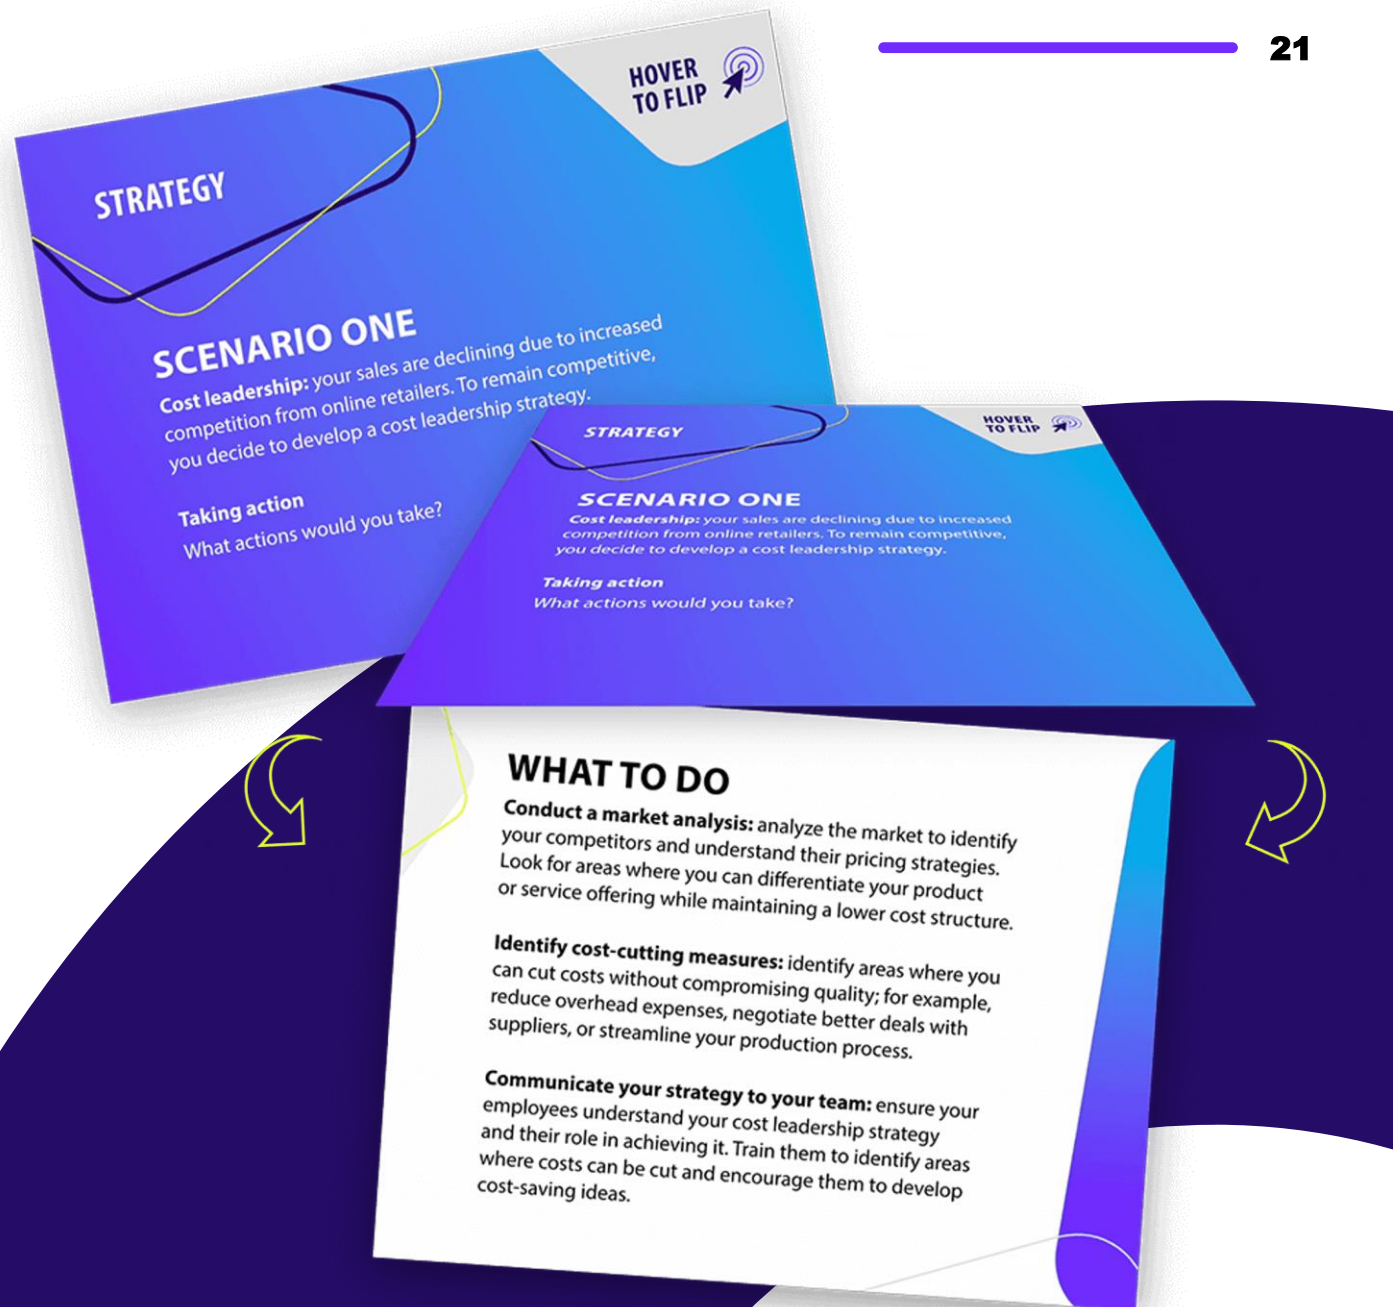 21
HOVER
TO FLIP
STRATEGY
SCENARIO ONE
Cost leadership: your sales are declining due to increased
competition from online retailers. To remain competitive,
you decide to develop a cost leadership strategy.
Taking action
What actions would you take?
HOVER
TO FLIP
STRATEGY
SCENARIO ONE
Cost leadership: your sales are declining due to increased
competition from online retailers. To remain competitive,
you decide to develop a cost leadership strategy.
Taking action
What actions would you take?
WHAT TO DO
Conduct a market analysis: analyze the market to identify
your competitors and understand their pricing strategies.
Look for areas where you can differentiate your product
or service offering while maintaining a lower cost structure.
Identify cost-cutting measures: identify areas where you
can cut costs without compromising quality; for example,
reduce overhead expenses, negotiate better deals with
suppliers, or streamline your production process.
Communicate your strategy to your team: ensure your
employees understand your cost leadership strategy
and their role in achieving it. Train them to identify areas
where costs can be cut and encourage them to develop
cost-saving ideas.